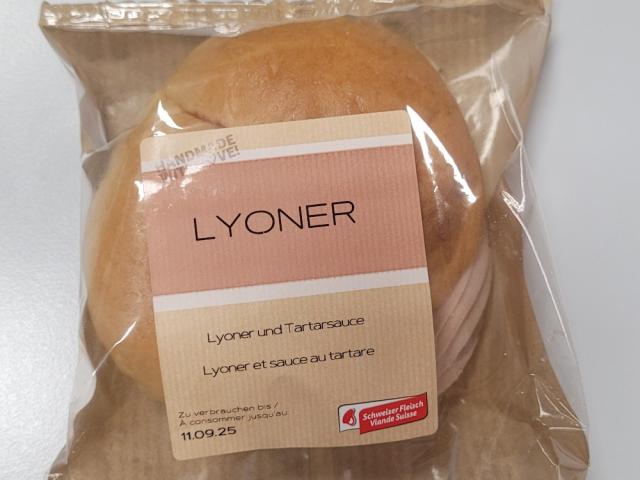 HANDMADE
WITH LOVE!
LYONER
Lyoner und Tartarsauce
Lyoner et sauce au tartare
Zu verbrauchen bis /
À consommer jusqu'au:
11.09.25
Schweizer Fleisch
Viande Suisse